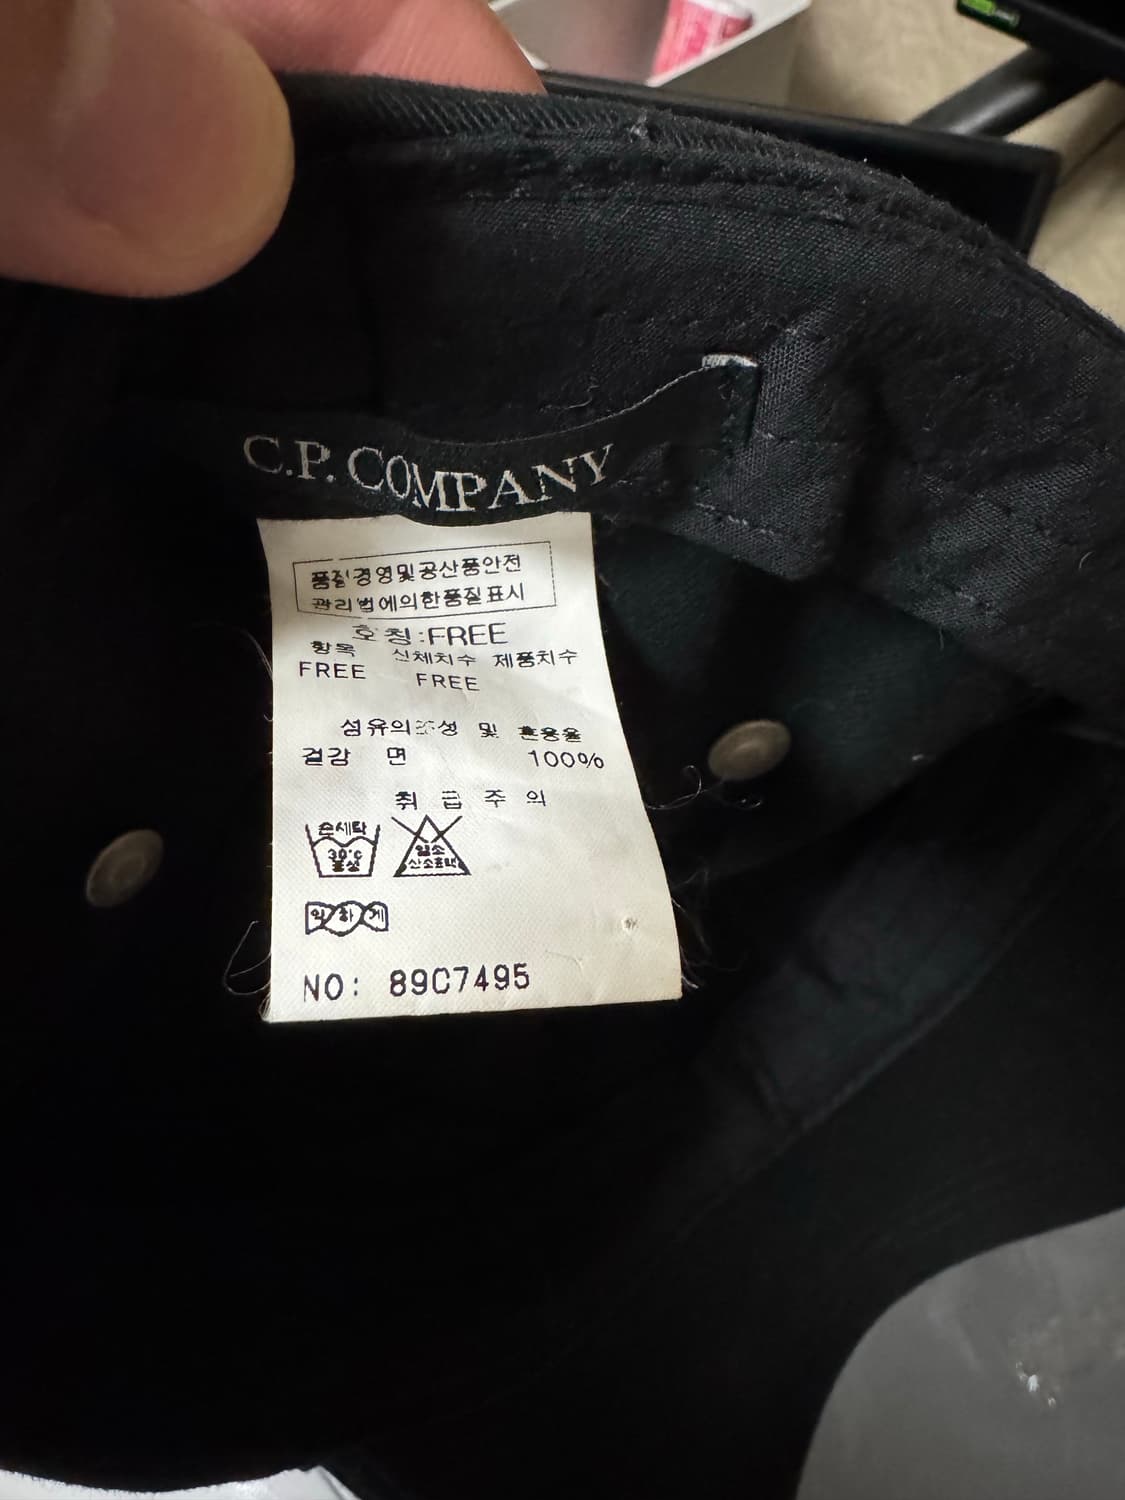 C.P. COMPANY
품질경영및공산품안전
관리법에의한품질표시
호칭:FREE
항목 신체치수 제품치수
FREE FREE
섬유의조성 및 혼용율
겉감 면 100%
취급주의
손세탁
30°C
중성
염소
산소표백
약하게
NO: 89C7495